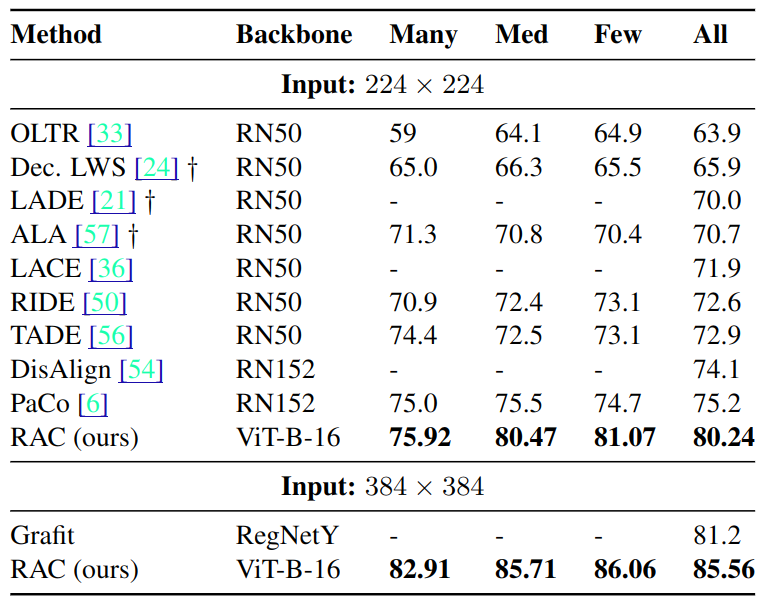 Method Backbone Many Med Few All
Input: 224 × 224
OLTR [33] RN50 59 64.1 64.9 63.9
Dec. LWS [24] † RN50 65.0 66.3 65.5 65.9
LADE [21] † RN50 - - - 70.0
ALA [57] † RN50 71.3 70.8 70.4 70.7
LACE [36] RN50 - - - 71.9
RIDE [50] RN50 70.9 72.4 73.1 72.6
TADE [56] RN50 74.4 72.5 73.1 72.9
DisAlign [54] RN152 - - - 74.1
PaCo [6] RN152 75.0 75.5 74.7 75.2
RAC (ours) ViT-B-16 75.92 80.47 81.07 80.24
Input: 384 × 384
Grafit RegNetY - - - 81.2
RAC (ours) ViT-B-16 82.91 85.71 86.06 85.56